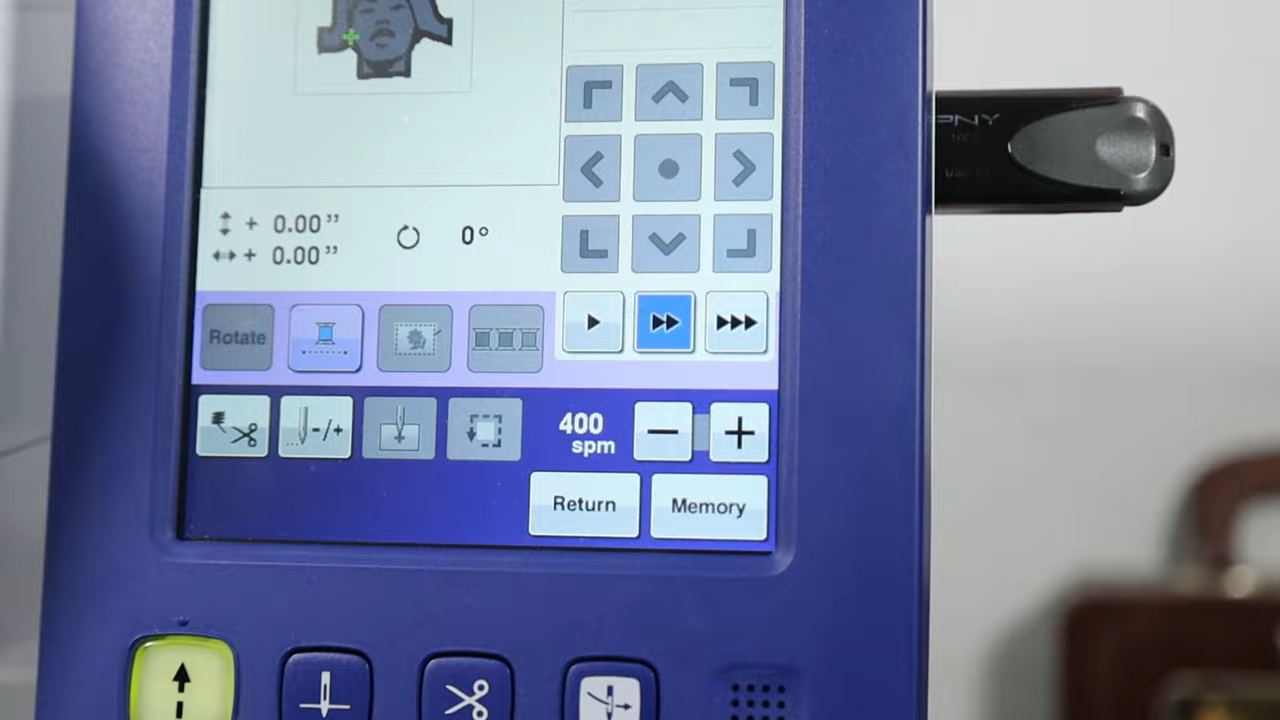 PNY
+ 0.00”
+ 0.00”
0°
Rotate
-/+
400
spm
Return
Memory